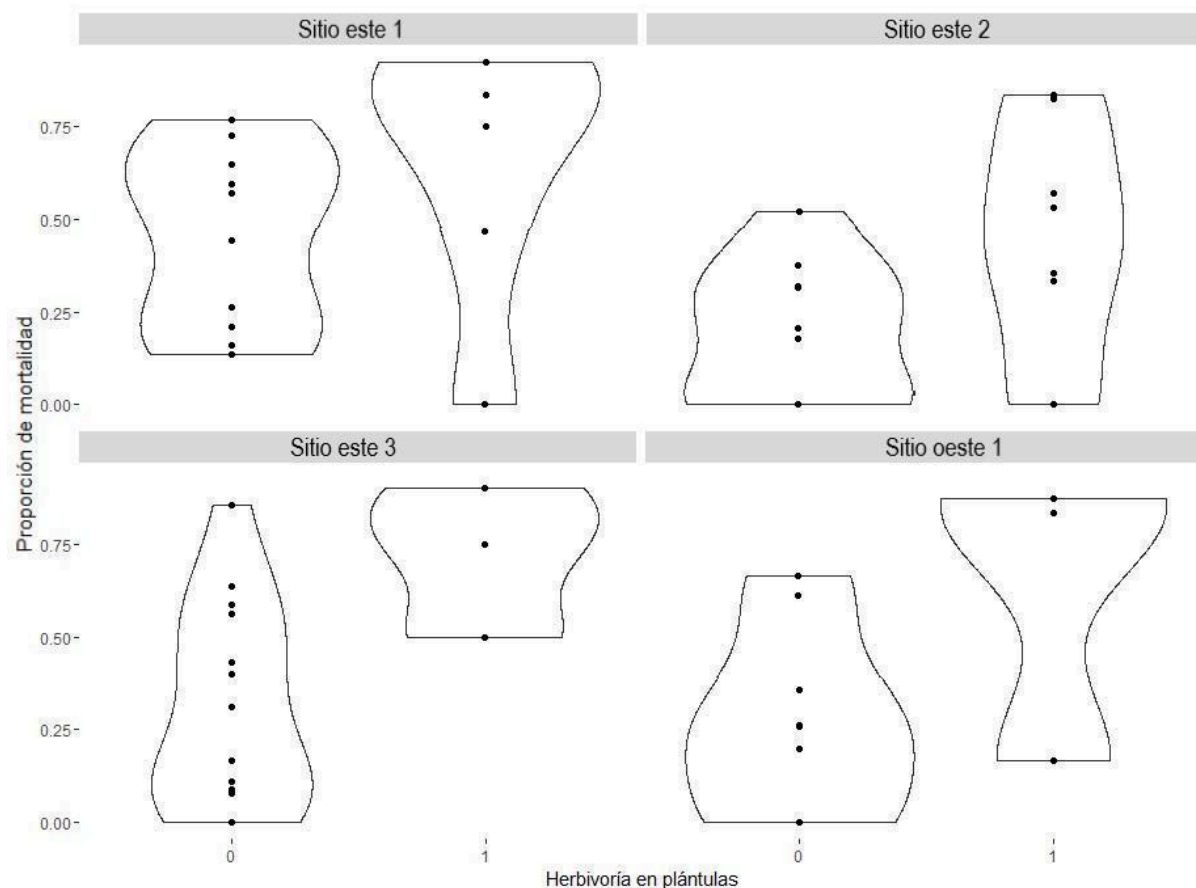 Sitio este 1
Sitio este 2
0.75
0.50
0.25
0.00
Sitio este 3
Sitio oeste 1
0.75
0.50
0.25
0.00
0
1
0
1
Proporción de mortalidad
Herbivoría en plántulas